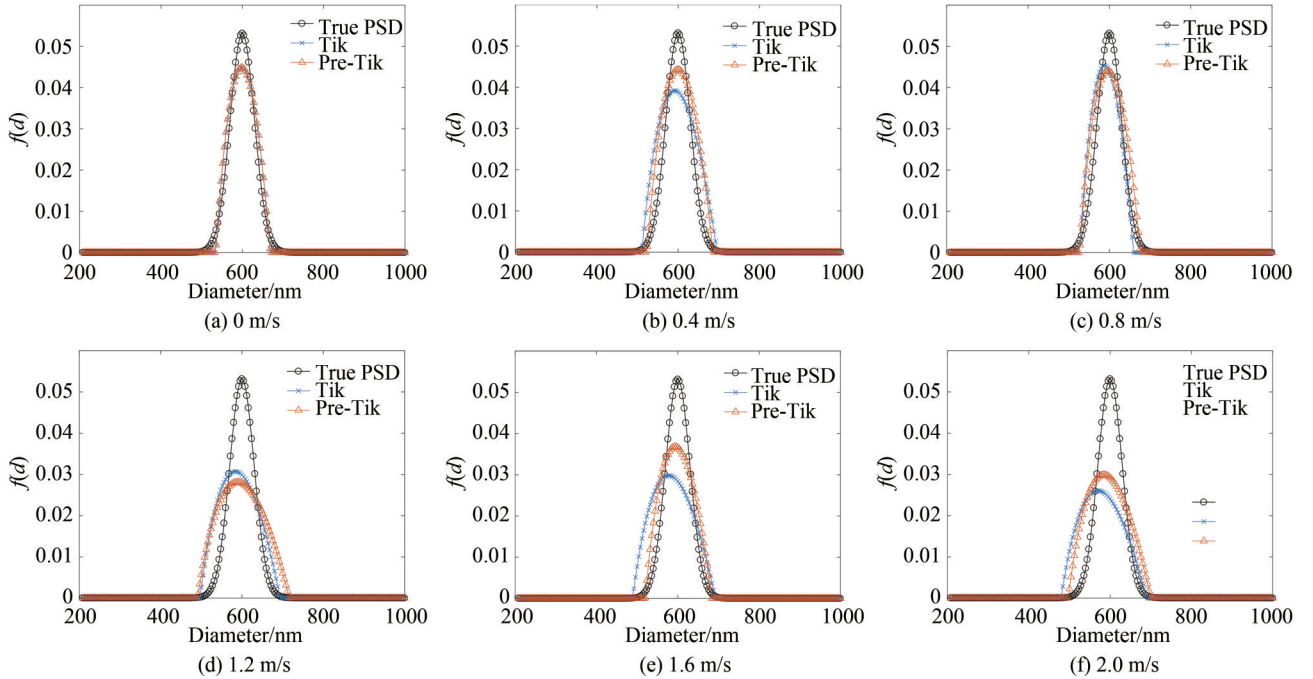 True PSD
Tik
Pre-Tik
0.05
0.04
0.03
0.02
0.01
0
f(d)
200 400 600 800 1000
Diameter/nm
(a) 0 m/s
True PSD
Tik
Pre-Tik
0.05
0.04
0.03
0.02
0.01
0
f(d)
200 400 600 800 1000
Diameter/nm
(b) 0.4 m/s
True PSD
Tik
Pre-Tik
0.05
0.04
0.03
0.02
0.01
0
f(d)
200 400 600 800 1000
Diameter/nm
(c) 0.8 m/s
True PSD
Tik
Pre-Tik
0.05
0.04
0.03
0.02
0.01
0
f(d)
200 400 600 800 1000
Diameter/nm
(d) 1.2 m/s
True PSD
Tik
Pre-Tik
0.05
0.04
0.03
0.02
0.01
0
f(d)
200 400 600 800 1000
Diameter/nm
(e) 1.6 m/s
True PSD
Tik
Pre-Tik
0.05
0.04
0.03
0.02
0.01
0
f(d)
200 400 600 800 1000
Diameter/nm
(f) 2.0 m/s